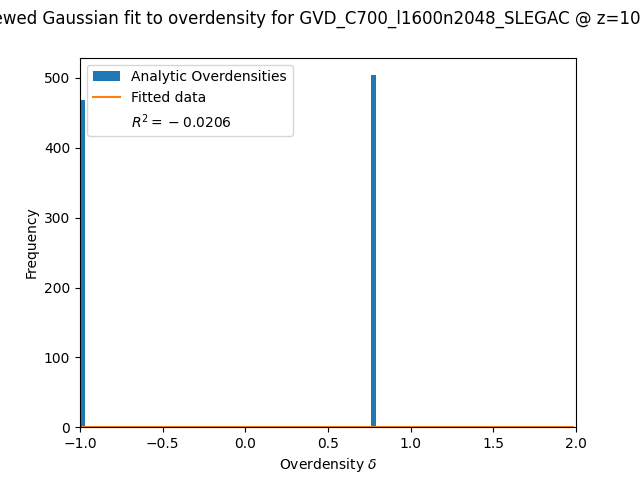 ewed Gaussian fit to overdensity for GVD_C700_l1600n2048_SLEGAC @ z=10
Analytic Overdensities
Fitted data
R² = − 0.0206
500
400
300
200
100
0
Frequency
−1.0 −0.5 0.0 0.5 1.0 1.5 2.0
Overdensity δ